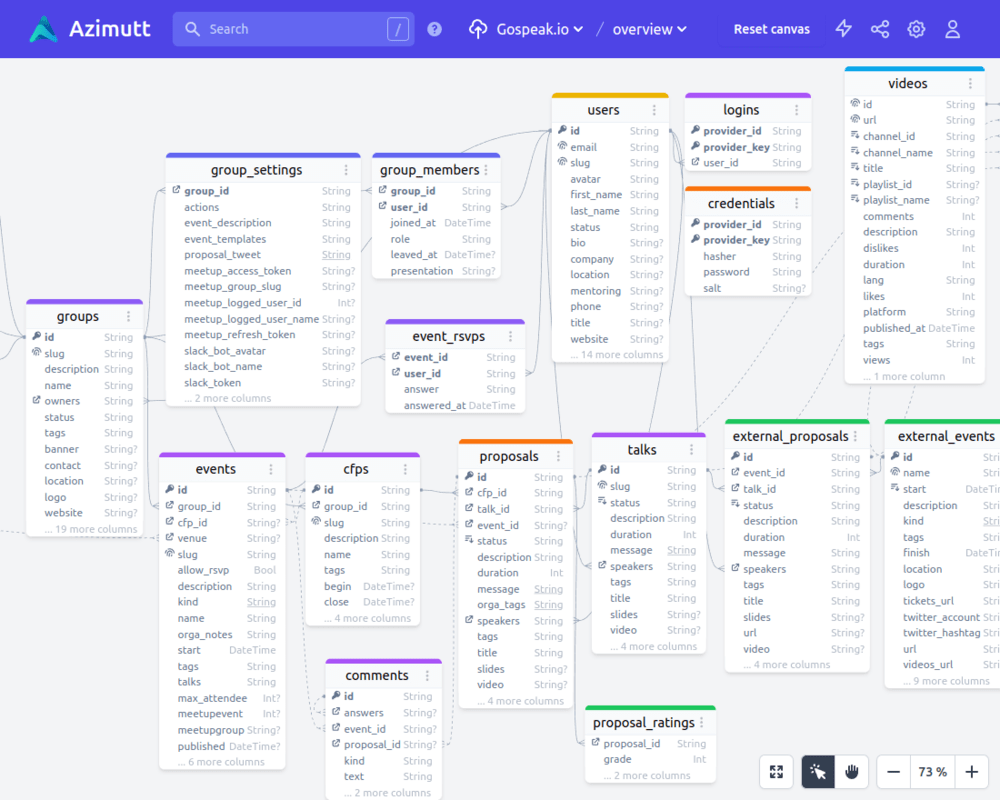 Azimutt
Search
/
?
Gospeak.io
/
overview
Reset canvas
group_settings
group_id String
actions String
event_description String
event_templates String
proposal_tweet String
meetup_access_token String?
meetup_group_slug String?
meetup_logged_user_id Int?
meetup_logged_user_name String?
meetup_refresh_token String?
slack_bot_avatar String?
slack_bot_name String?
slack_token String?
... 2 more columns
group_members
group_id String
user_id String
joined_at DateTime
role String
leaved_at DateTime?
presentation String?
users
id String
email String
slug String
avatar String
first_name String
last_name String
status String
bio String?
company String?
location String?
mentoring String?
phone String?
title String?
website String?
... 14 more columns
logins
provider_id String
provider_key String
user_id String
credentials
provider_id String
provider_key String
hasher String
password String
salt String?
videos
id String
url String
channel_id String
channel_name String
title String
playlist_id String?
playlist_name String?
comments Int
description String
dislikes Int
duration Int
lang String
likes Int
platform String
published_at DateTime
tags String
views Int
... 1 more column
groups
id String
slug String
description String
name String
owners String
status String
tags String
banner String?
contact String?
location String?
logo String?
website String?
... 19 more columns
event_rsvps
event_id String
user_id String
answer String
answered_at DateTime
events
id String
group_id String
cfp_id String?
venue String?
slug String
allow_rsvp Bool
description String
kind String
name String
orga_notes String
start DateTime
tags String
talks String
max_attendee Int?
meetupevent Int?
meetupgroup String?
published DateTime?
... 6 more columns
cfps
id String
group_id String
slug String
description String
name String
tags String
begin DateTime?
close DateTime?
... 4 more columns
comments
id String
answers String?
event_id String?
proposal_id String?
kind String
text String
... 2 more columns
proposals
id String
cfp_id String
talk_id String
event_id String?
status String
description String
duration Int
message String
orga_tags String
speakers String
tags String
title String
slides String?
video String?
... 4 more columns
talks
id String
slug String
status String
description String
duration Int
message String
speakers String
tags String
title String
slides String?
video String?
... 4 more columns
proposal_ratings
proposal_id String
grade Int
... 2 more columns
external_proposals
id String
event_id String
talk_id String
status String
description String
duration Int
message String
speakers String
tags String
title String
slides String?
url String?
video String?
... 4 more columns
external_events
id
name
start
description
kind
tags
finish
location
logo
tickets_url
twitter_account
twitter_hashtag
url
videos_url
... 9 more columns
73 %